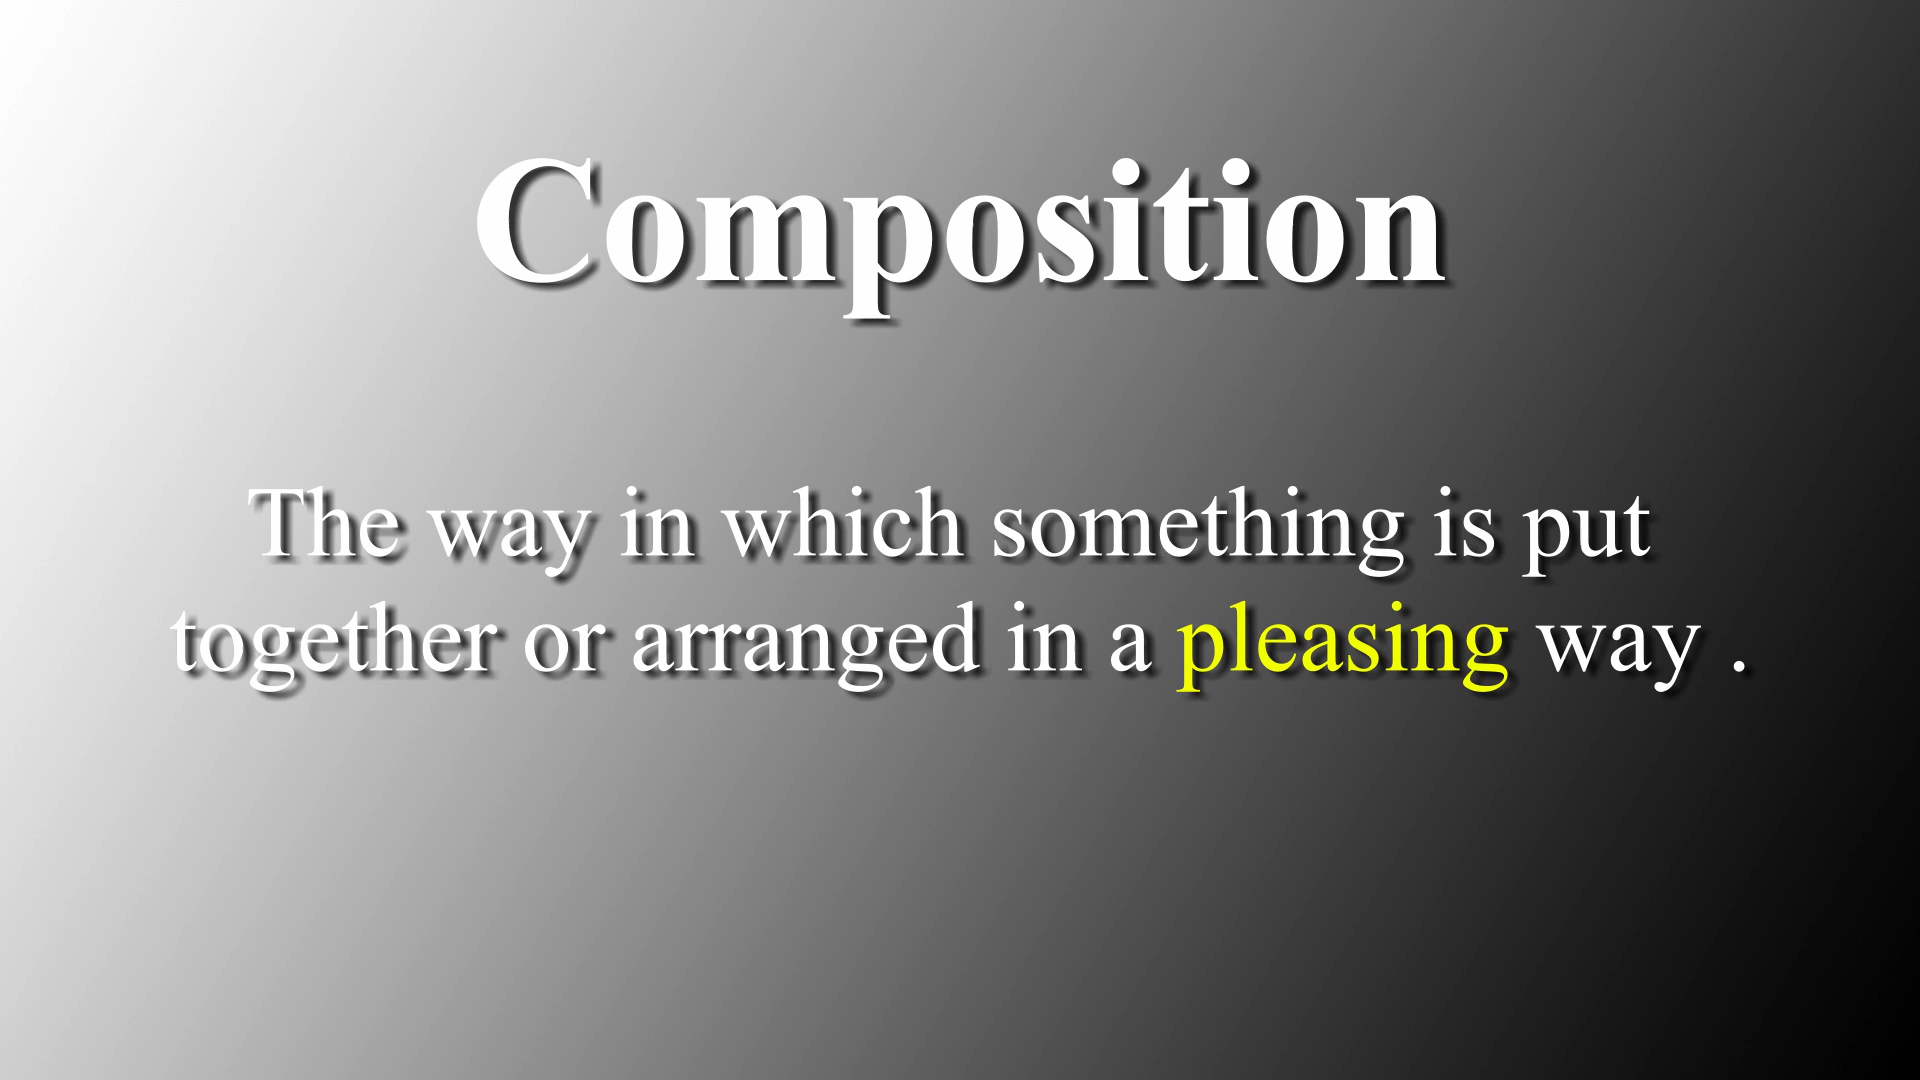 Composition
The way in which something is put
together or arranged in a pleasing way .